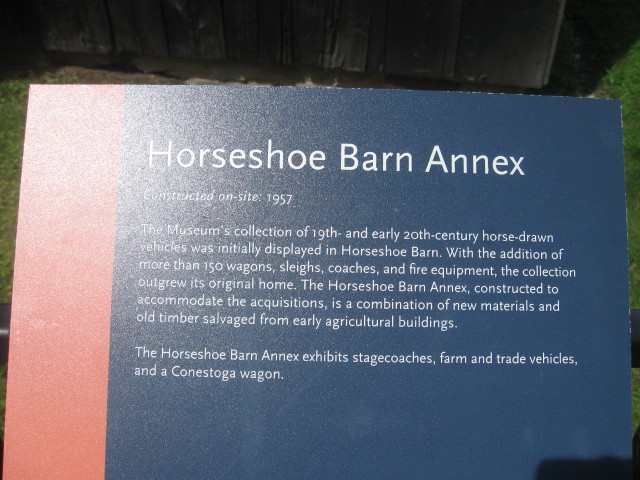 Horseshoe Barn Annex
Constructed on-site: 1957
The Museum's collection of 19th- and early 20th-century horse-drawn
vehicles was initially displayed in Horseshoe Barn. With the addition of
more than 150 wagons, sleighs, coaches, and fire equipment, the collection
outgrew its original home. The Horseshoe Barn Annex, constructed to
accommodate the acquisitions, is a combination of new materials and
old timber salvaged from early agricultural buildings.
The Horseshoe Barn Annex exhibits stagecoaches, farm and trade vehicles,
and a Conestoga wagon.